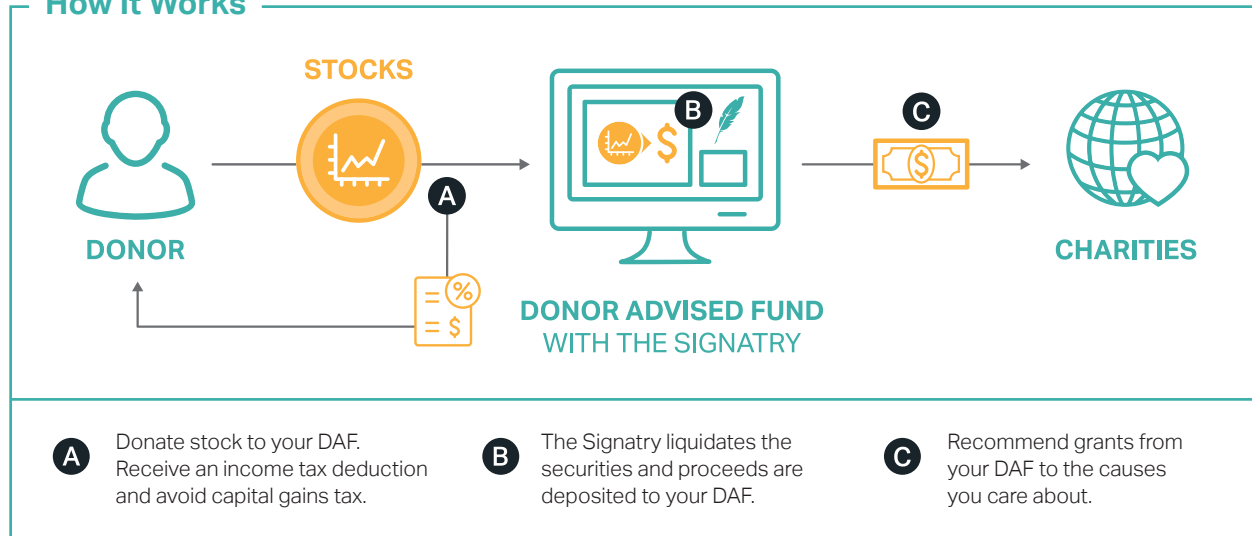 How It Works
STOCKS
B
$
C
$
A
DONOR
CHARITIES
%
$
DONOR ADVISED FUND
WITH THE SIGNATRY
A
Donate stock to your DAF.
Receive an income tax deduction
and avoid capital gains tax.
B
The Signatry liquidates the
securities and proceeds are
deposited to your DAF.
C
Recommend grants from
your DAF to the causes
you care about.